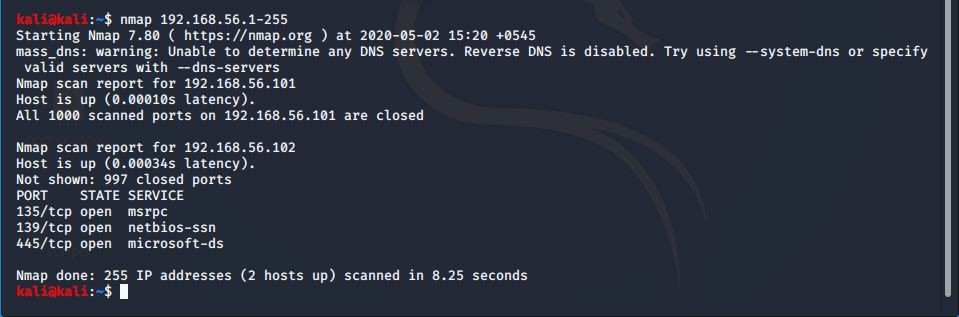 kali@kali:~$ nmap 192.168.56.1-255
Starting Nmap 7.80 ( https://nmap.org ) at 2020-05-02 15:20 +0545
mass_dns: warning: Unable to determine any DNS servers. Reverse DNS is disabled. Try using --system-dns or specify
valid servers with --dns-servers
Nmap scan report for 192.168.56.101
Host is up (0.00010s latency).
All 1000 scanned ports on 192.168.56.101 are closed
Nmap scan report for 192.168.56.102
Host is up (0.00034s latency).
Not shown: 997 closed ports
PORT    STATE SERVICE
135/tcp open  msrpc
139/tcp open  netbios-ssn
445/tcp open  microsoft-ds
Nmap done: 255 IP addresses (2 hosts up) scanned in 8.25 seconds
kali@kali:~$